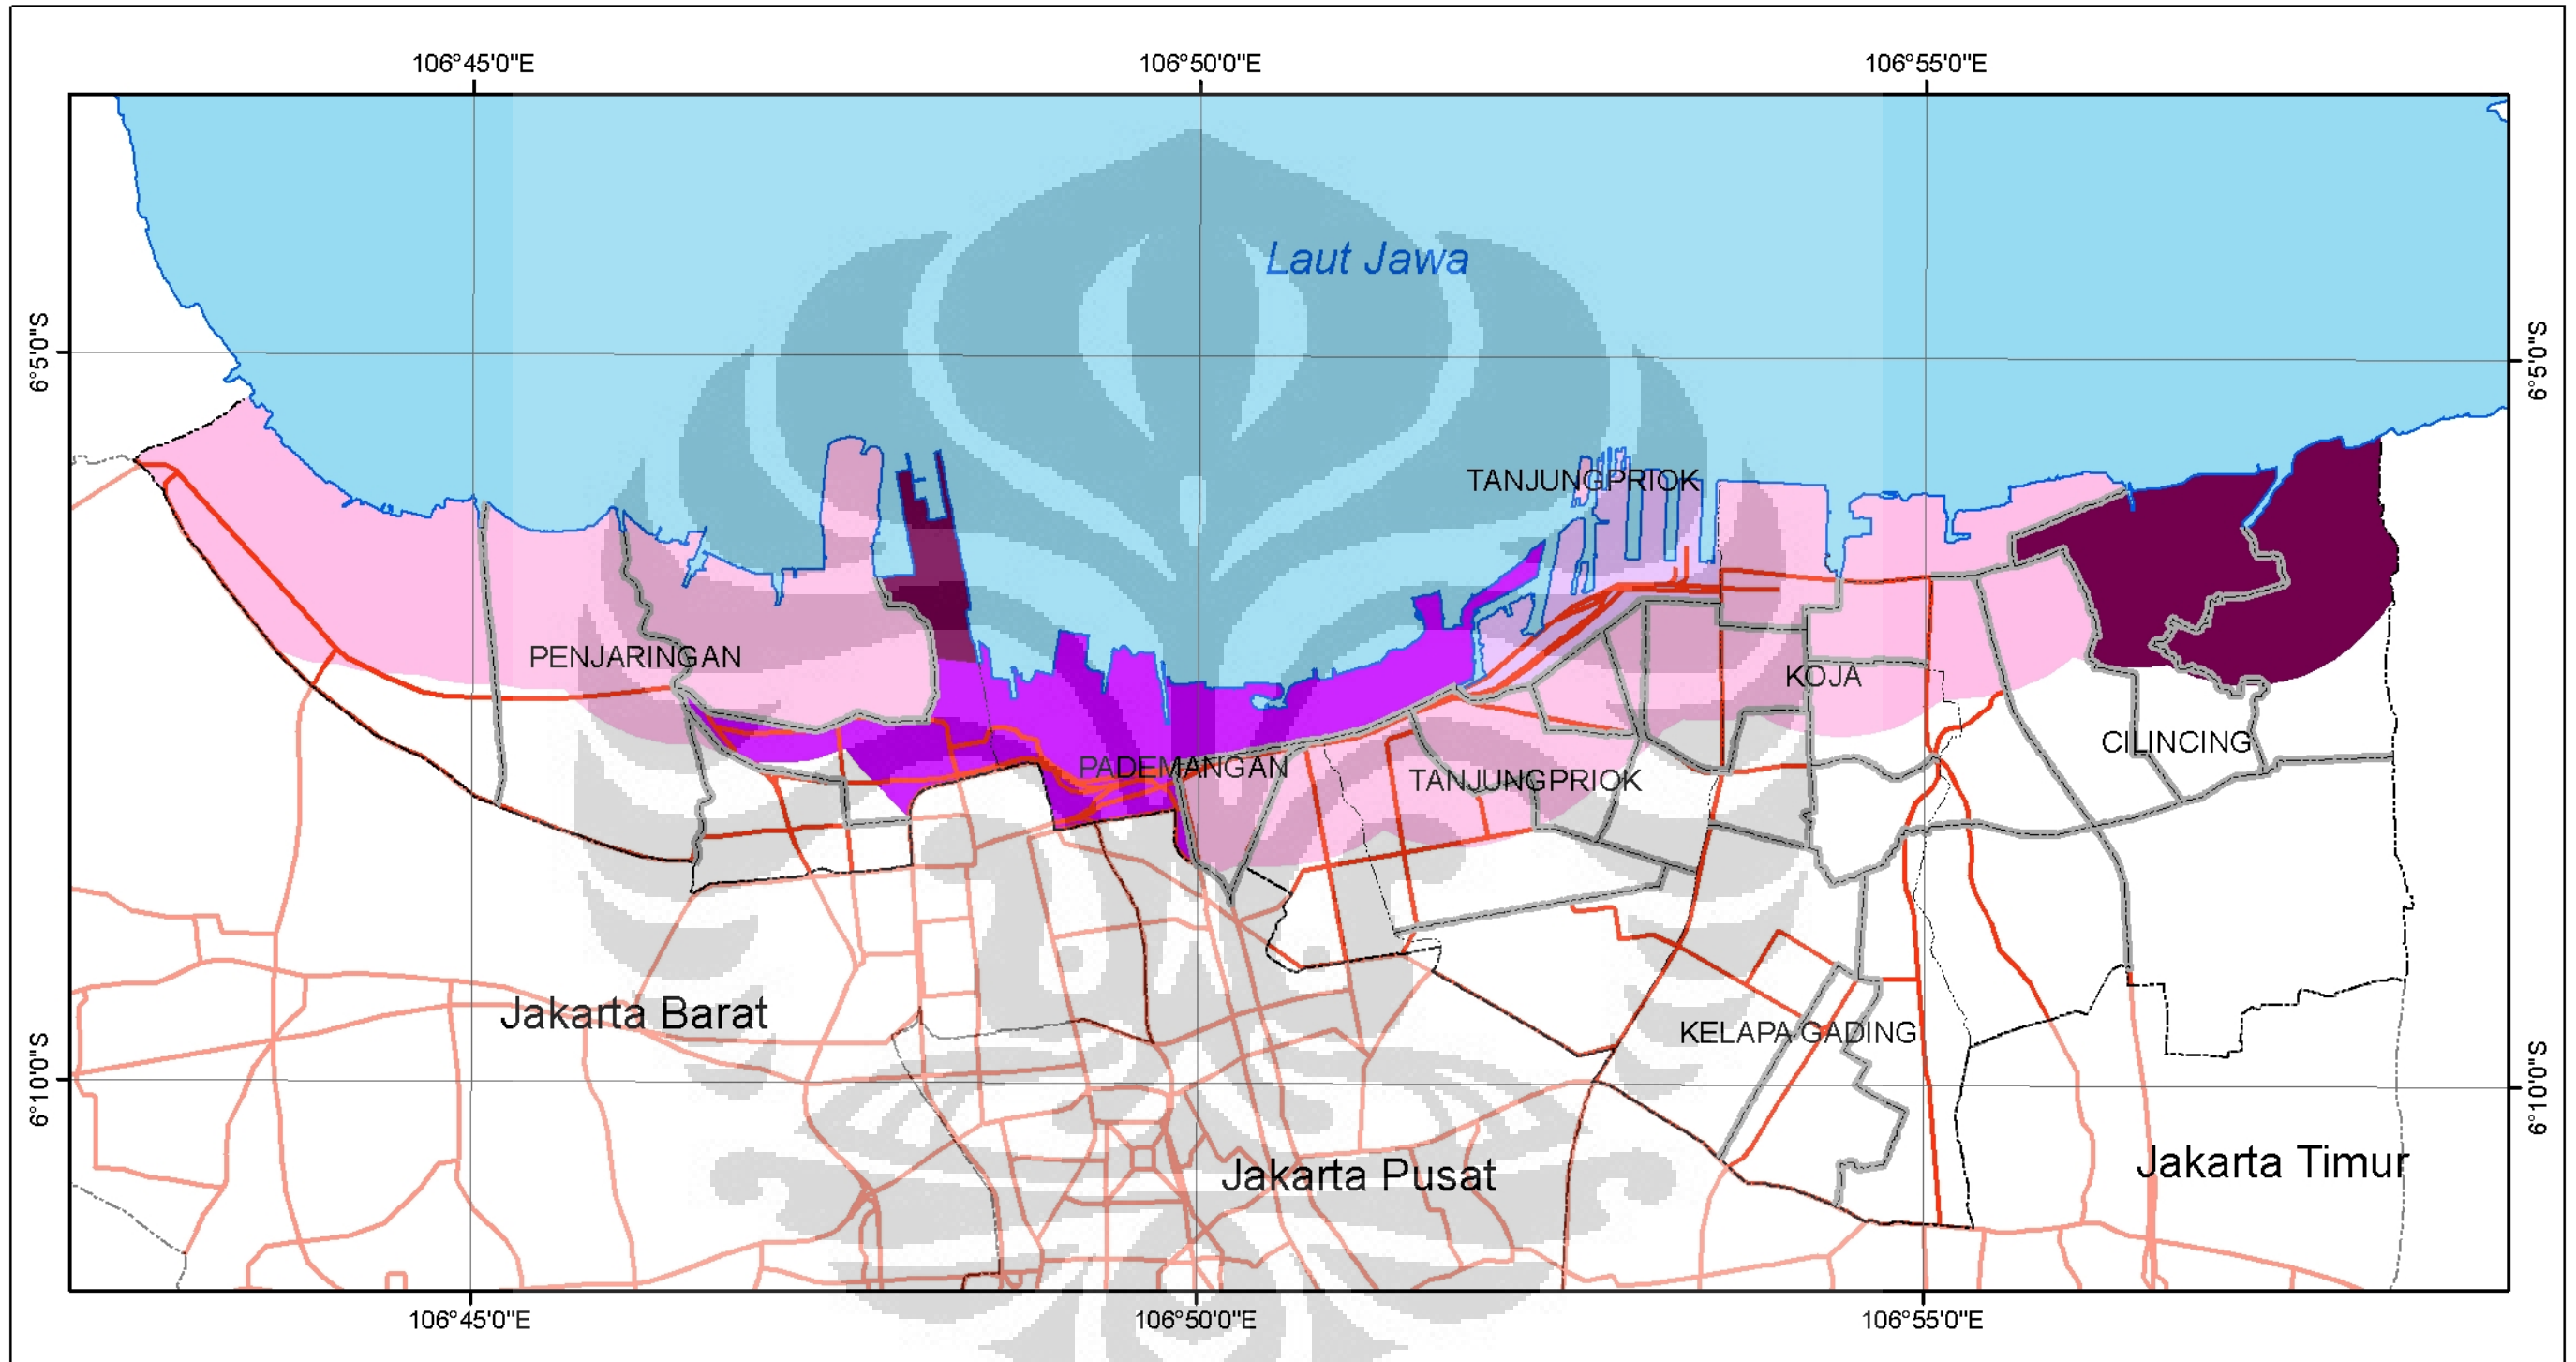 106°45'0"E
106°50'0"E
106°55'0"E
Laut Jawa
6°5'0"S
6°5'0"S
TANJUNGPRIOK
PENJARINGAN
KOJA
CILINCING
PADEMANGAN
TANJUNGPRIOK
Jakarta Barat
KELAPA GADING
6°10'0"S
6°10'0"S
Jakarta Pusat
Jakarta Timur
106°45'0"E
106°50'0"E
106°55'0"E